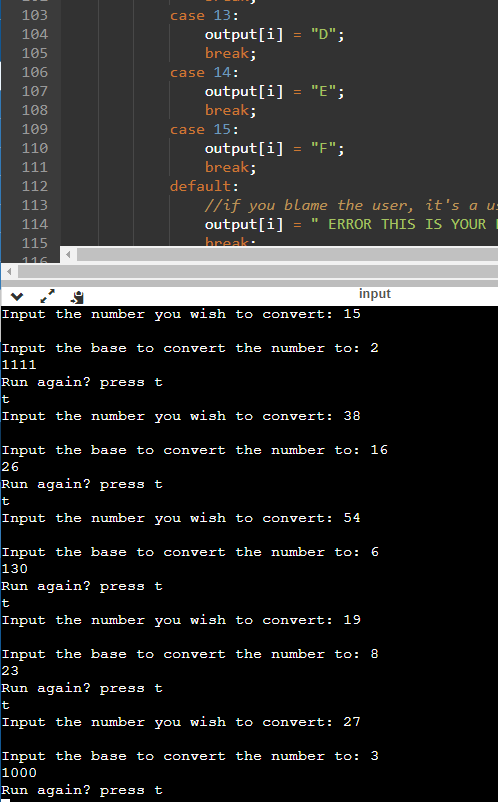 103 case 13:
104 output[i] = "D";
105 break;
106 case 14:
107 output[i] = "E";
108 break;
109 case 15:
110 output[i] = "F";
111 break;
112 default:
113 //if you blame the user, it's a
114 output[i] = " ERROR THIS IS YOUR
115 break;
116
input
Input the number you wish to convert: 15
Input the base to convert the number to: 2
1111
Run again? press t
t
Input the number you wish to convert: 38
Input the base to convert the number to: 16
26
Run again? press t
t
Input the number you wish to convert: 54
Input the base to convert the number to: 6
130
Run again? press t
t
Input the number you wish to convert: 19
Input the base to convert the number to: 8
23
Run again? press t
t
Input the number you wish to convert: 27
Input the base to convert the number to: 3
1000
Run again? press t